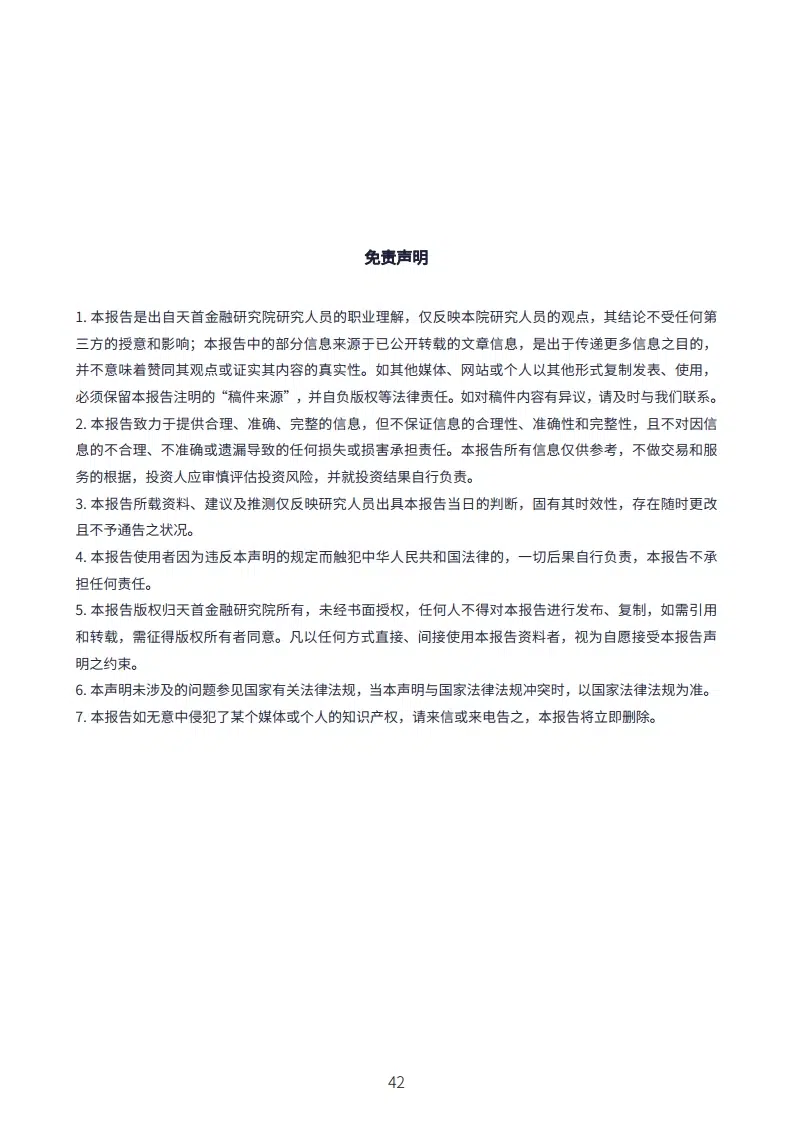 免责声明
1. 本报告是出自天首金融研究院研究人员的职业理解，仅反映本院研究人员的观点，其结论不受任何第
三方的授意和影响；本报告中的部分信息来源于已公开转载的文章信息，是出于传递更多信息之目的，
并不意味着赞同其观点或证实其内容的真实性。如其他媒体、网站或个人以其他形式复制发表、使用，
必须保留本报告注明的“稿件来源”，并自负版权等法律责任。如对稿件内容有异议，请及时与我们联系。
2. 本报告致力于提供合理、准确、完整的信息，但不保证信息的合理性、准确性和完整性，且不对因信
息的不合理、不准确或遗漏导致的任何损失或损害承担责任。本报告所有信息仅供参考，不做交易和服
务的根据，投资人应审慎评估投资风险，并就投资结果自行负责。
3. 本报告所载资料、建议及推测仅反映研究人员出具本报告当日的判断，固有其时效性，存在随时更改
且不予通告之状况。
4. 本报告使用者因为违反本声明的规定而触犯中华人民共和国法律的，一切后果自行负责，本报告不承
担任何责任。
5. 本报告版权归天首金融研究院所有，未经书面授权，任何人不得对本报告进行发布、复制，如需引用
和转载，需征得版权所有者同意。凡以任何方式直接、间接使用本报告资料者，视为自愿接受本报告声
明之约束。
6. 本声明未涉及的问题参见国家有关法律法规，当本声明与国家法律法规冲突时，以国家法律法规为准。
7. 本报告如无意中侵犯了某个媒体或个人的知识产权，请来信或来电告之，本报告将立即删除。
42